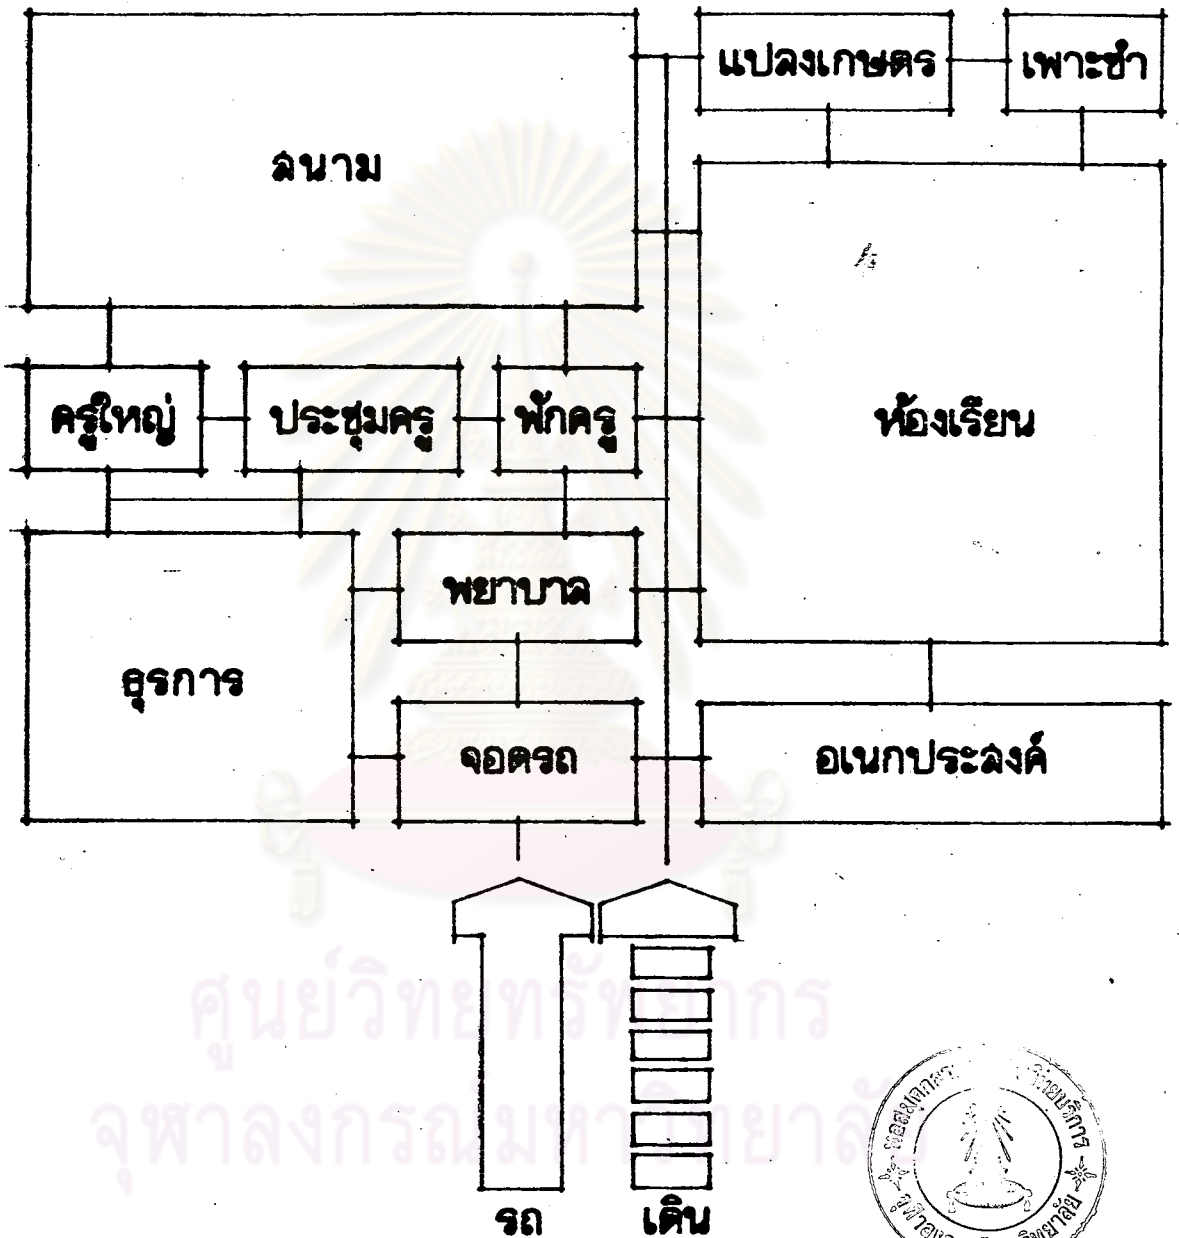 สนาม
แปลงเกษตร
เพาะชำ
ครูใหญ่
ประชุมครู
พักครู
ห้องเรียน
ธุรการ
พยาบาล
จอดรถ
อเนกประสงค์
ศูนย์วิทยทรัพยากร
จุฬาลงกรณ์มหาวิทยาลัย
รถ
เดิน